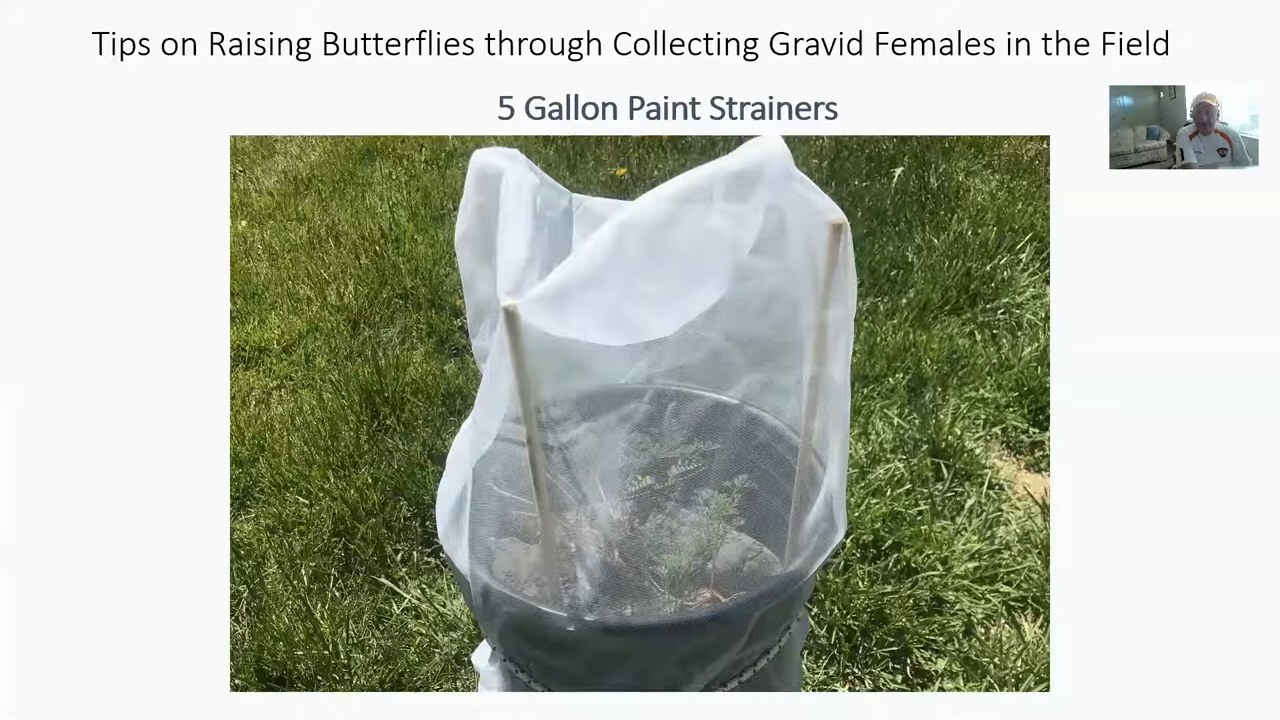 Tips on Raising Butterflies through Collecting Gravid Females in the Field
5 Gallon Paint Strainers